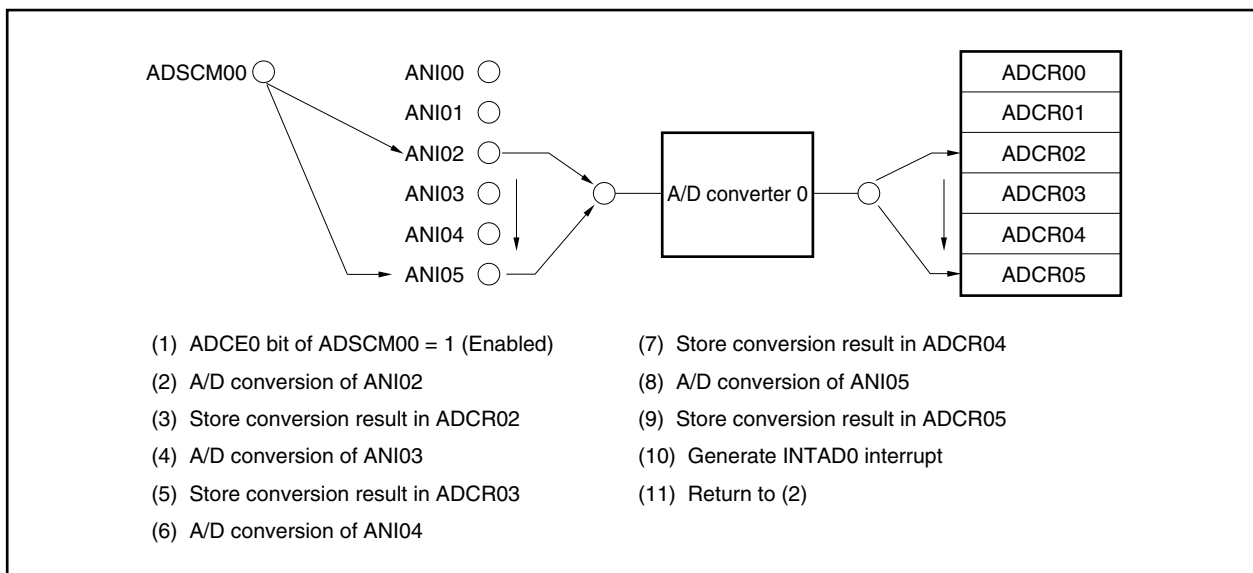 ADSCM00
ANI00
ANI01
ANI02
ANI03
ANI04
ANI05
A/D converter 0
ADCR00
ADCR01
ADCR02
ADCR03
ADCR04
ADCR05
(1) ADCE0 bit of ADSCM00 = 1 (Enabled)
(2) A/D conversion of ANI02
(3) Store conversion result in ADCR02
(4) A/D conversion of ANI03
(5) Store conversion result in ADCR03
(6) A/D conversion of ANI04
(7) Store conversion result in ADCR04
(8) A/D conversion of ANI05
(9) Store conversion result in ADCR05
(10) Generate INTAD0 interrupt
(11) Return to (2)